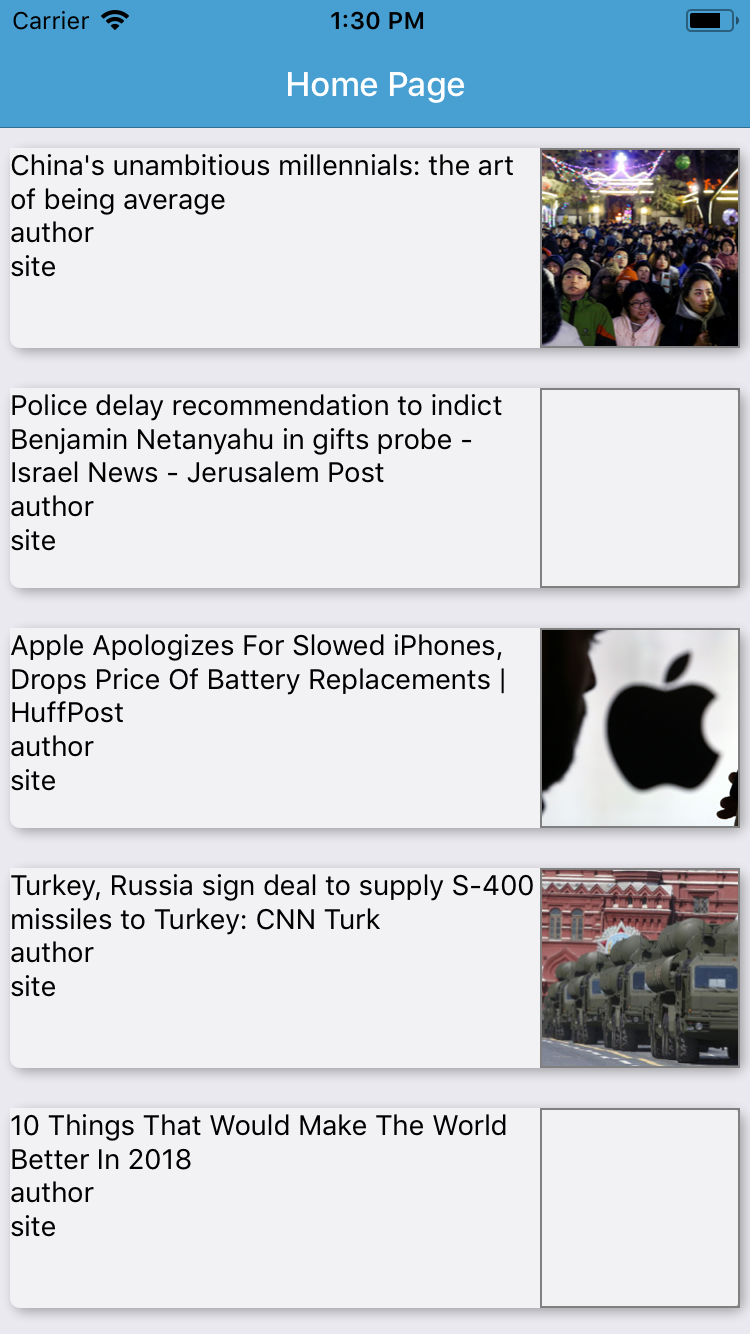 Carrier 1:30 PM
Home Page
China's unambitious millennials: the art
of being average
author
site
Police delay recommendation to indict
Benjamin Netanyahu in gifts probe -
Israel News - Jerusalem Post
author
site
Apple Apologizes For Slowed iPhones,
Drops Price Of Battery Replacements |
HuffPost
author
site
Turkey, Russia sign deal to supply S-400
missiles to Turkey: CNN Turk
author
site
10 Things That Would Make The World
Better In 2018
author
site